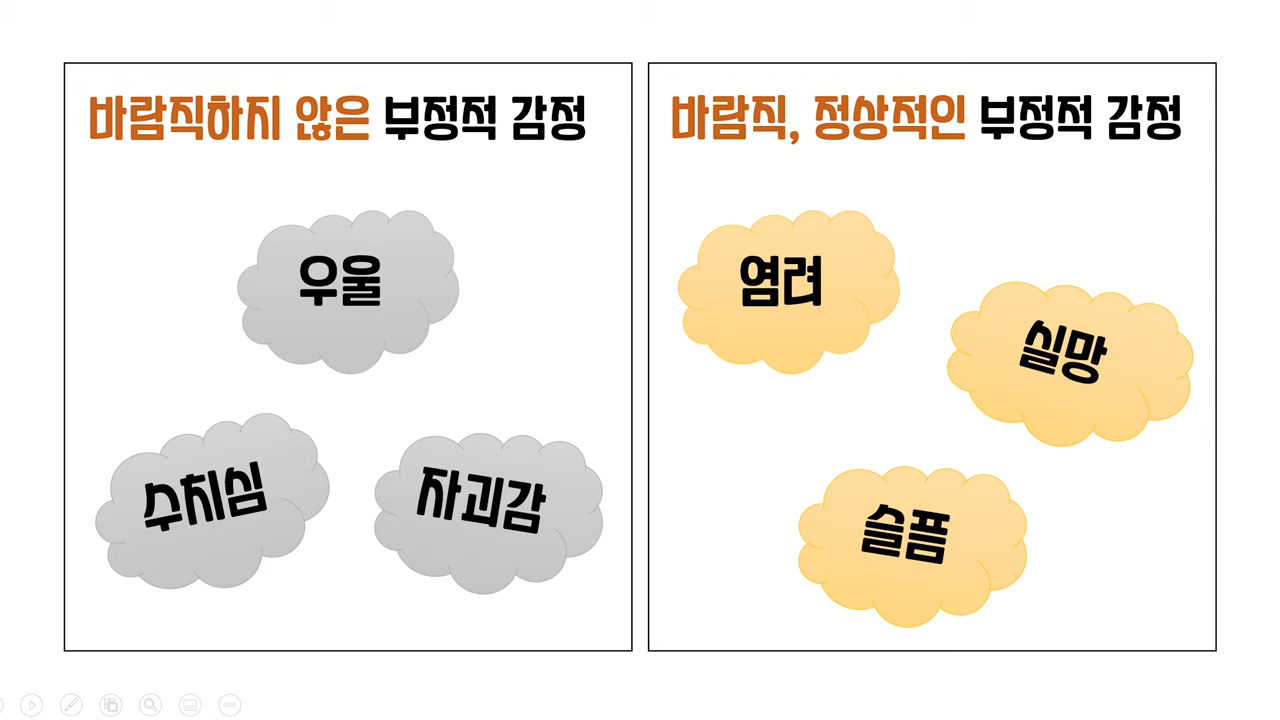 바람직하지 않은 부정적 감정
우울
수치심
자괴감
바람직, 정상적인 부정적 감정
염려
실망
슬픔